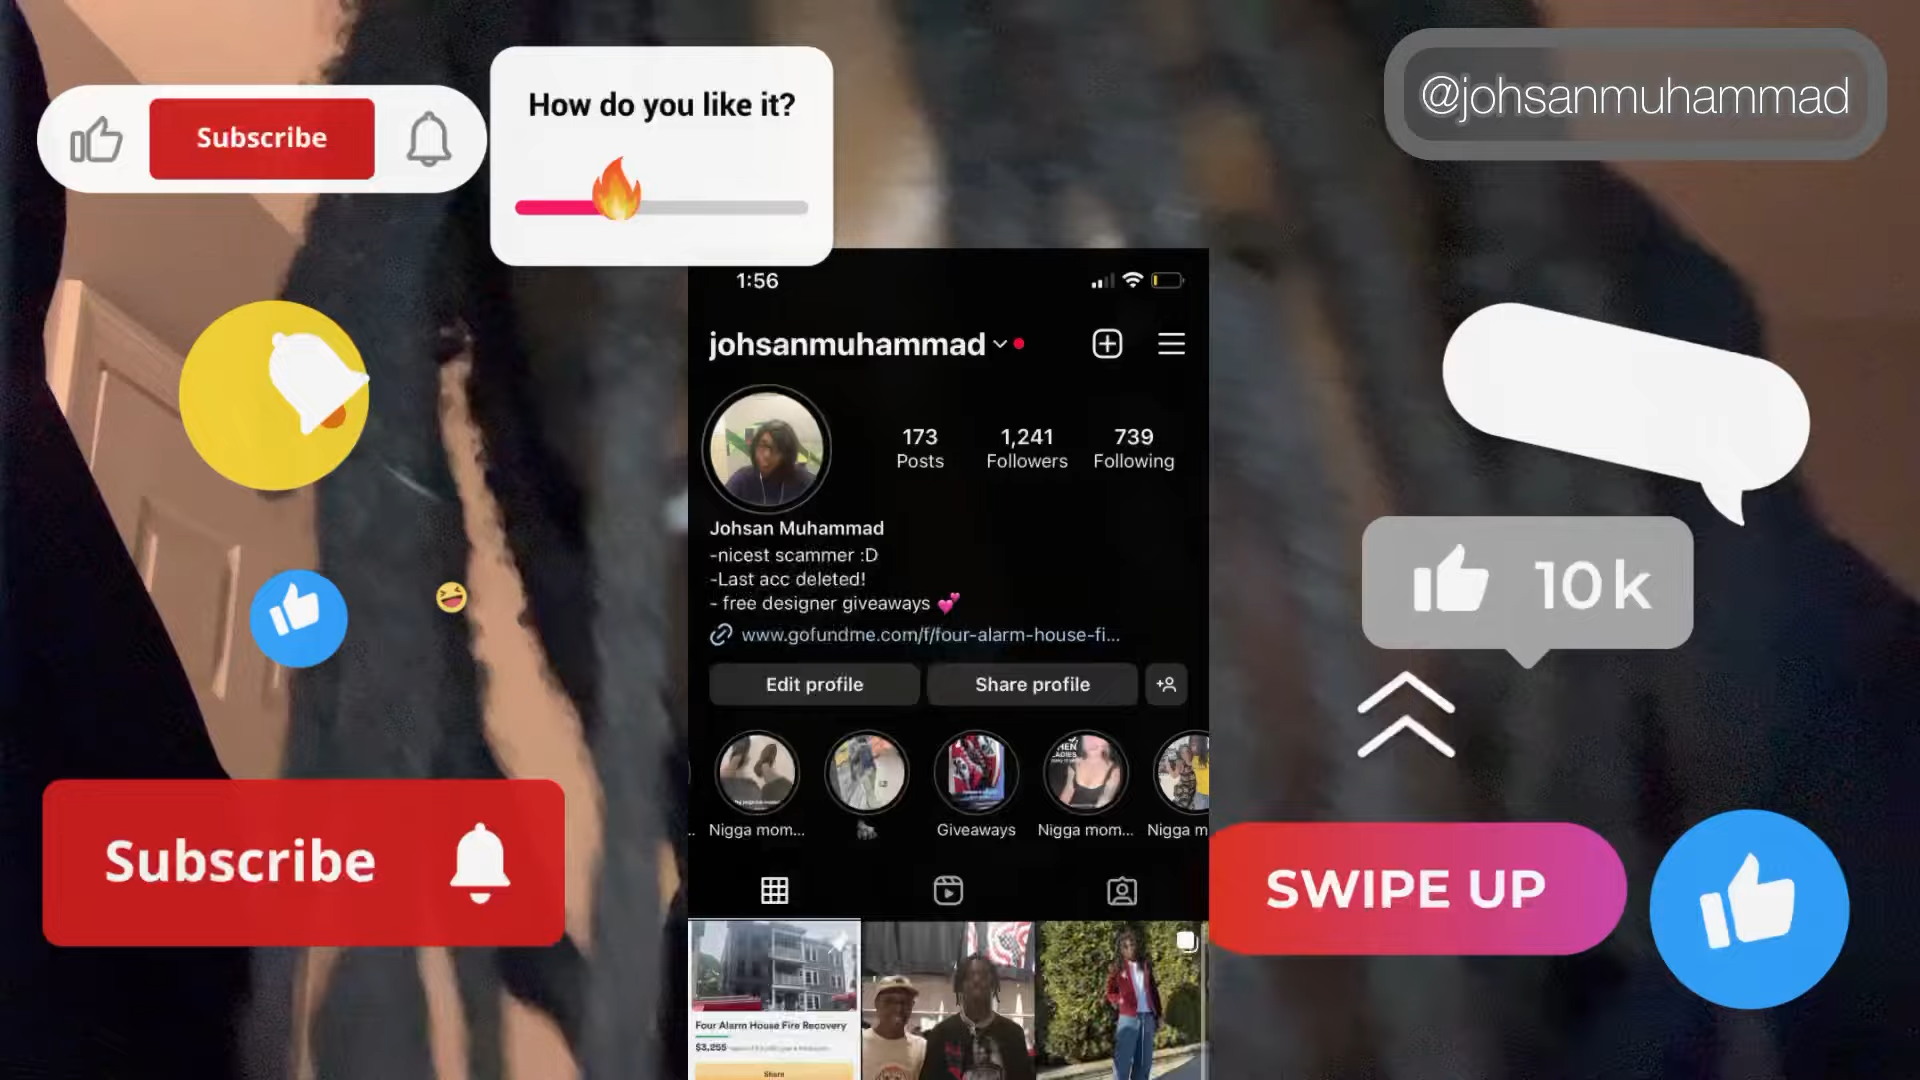 Subscribe
How do you like it?
@johsanmuhammad
1:56
johsanmuhammad
173
Posts
1,241
Followers
739
Following
Johsan Muhammad
-nicest scammer :D
-Last acc deleted!
- free designer giveaways 💕
www.gofundme.com/f/four-alarm-house-fi...
Edit profile
Share profile
10k
Nigga mom...
Giveaways
Nigga mom...
Nigga m
Subscribe
SWIPE UP
Four Alarm House Fire Recovery
$3,255
Share